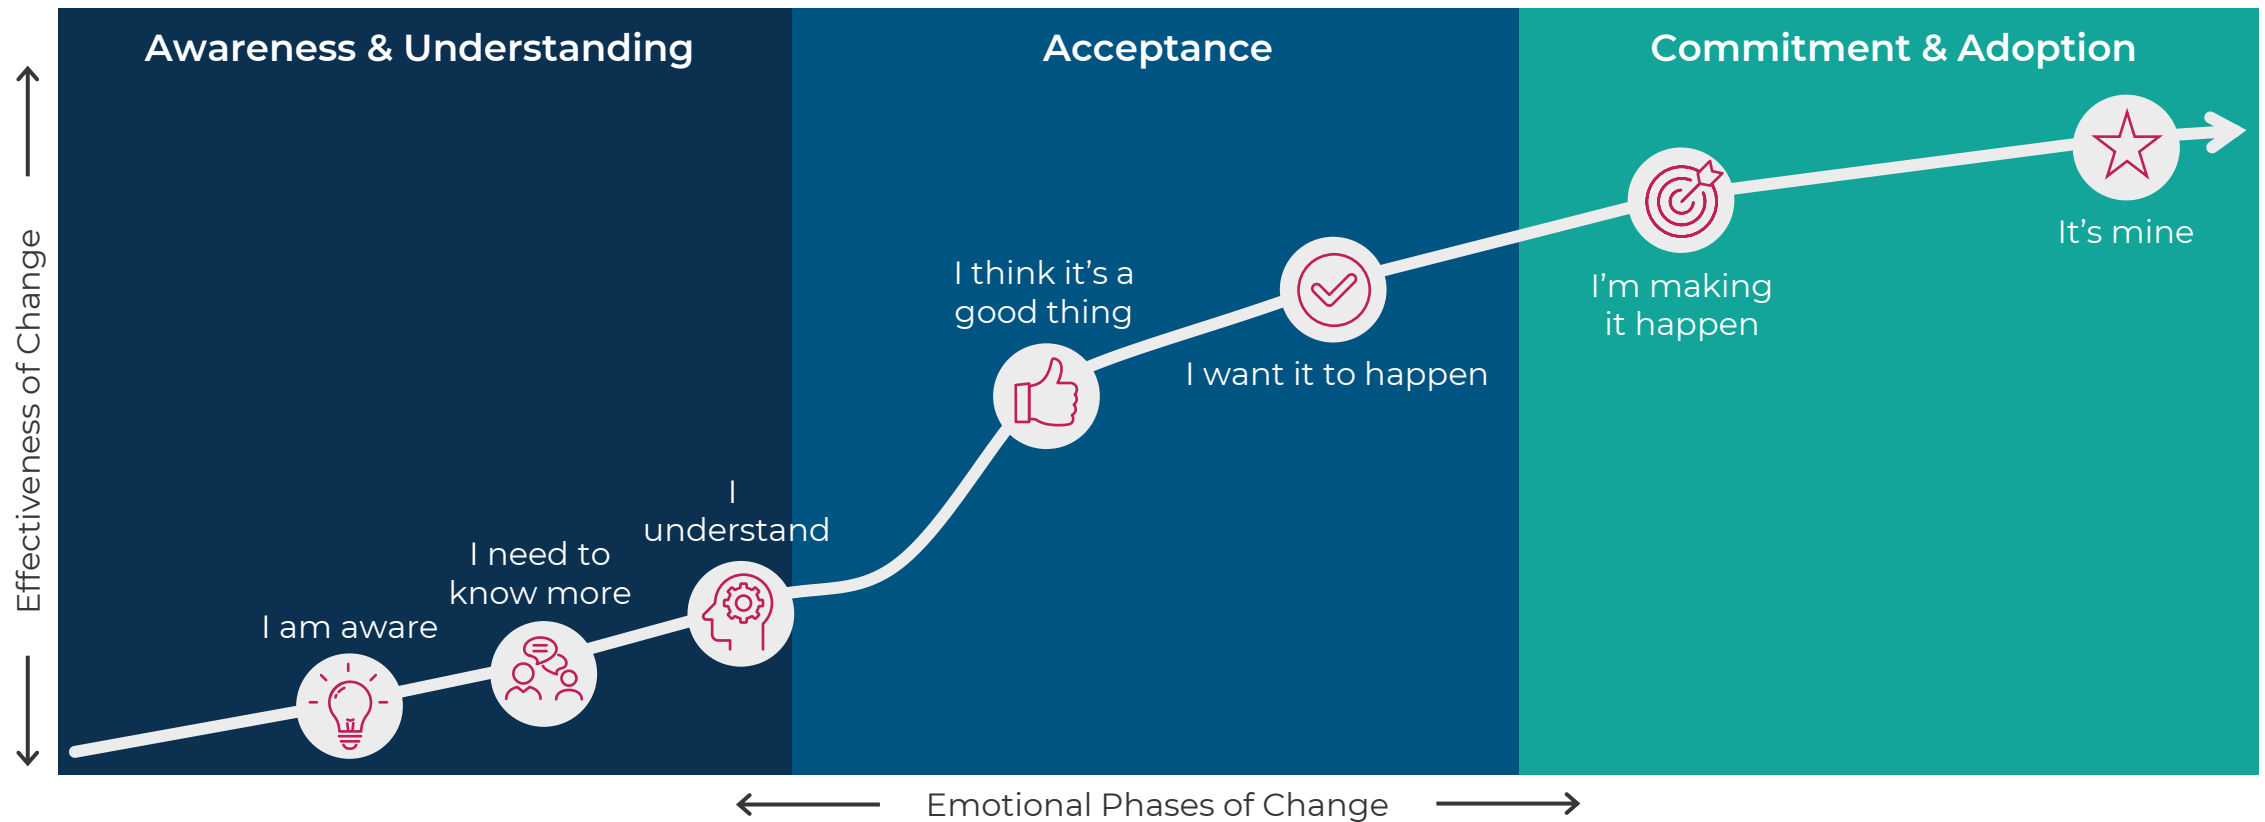 Awareness & Understanding
Acceptance
Commitment & Adoption
Effectiveness of Change
I am aware
I need to
know more
I
understand
I think it’s a
good thing
I want it to happen
I’m making
it happen
It’s mine
Emotional Phases of Change